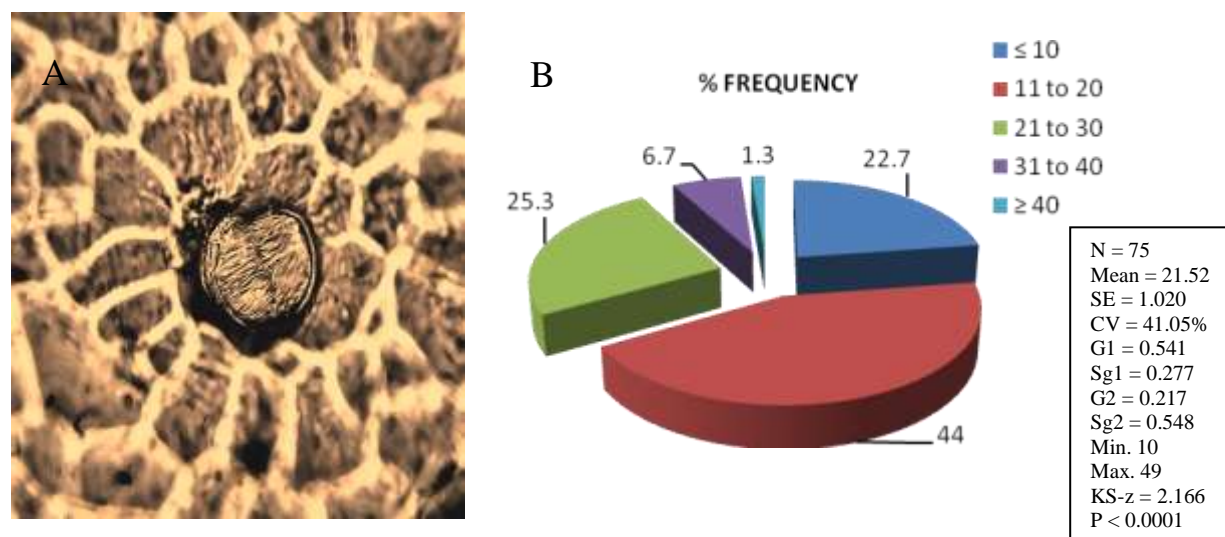 A
B
% FREQUENCY
≤ 10
11 to 20
21 to 30
31 to 40
≥ 40
22.7
44
25.3
6.7
1.3
N = 75
Mean = 21.52
SE = 1.020
CV = 41.05%
G1 = 0.541
Sg1 = 0.277
G2 = 0.217
Sg2 = 0.548
Min. 10
Max. 49
KS-z = 2.166
P < 0.0001